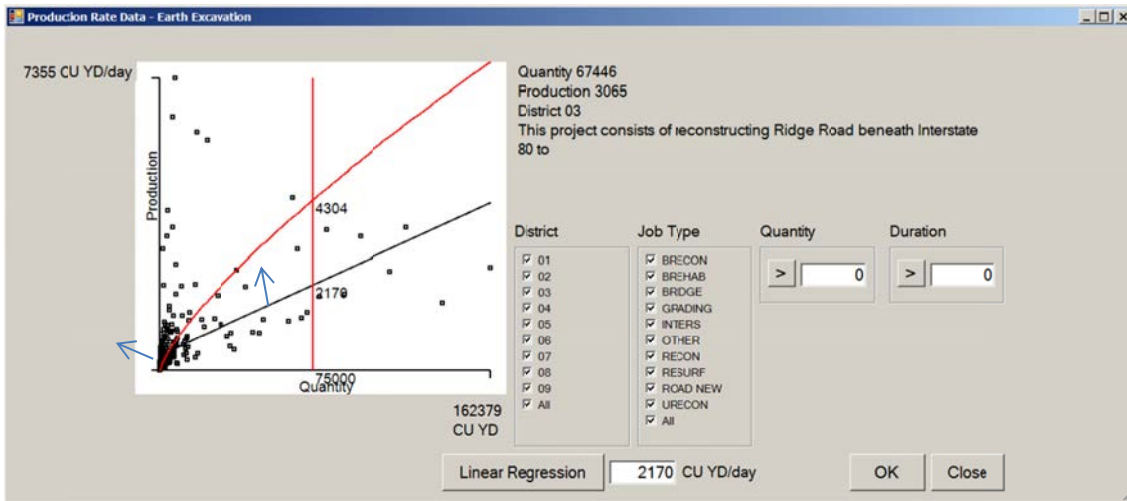 Production Rate Data - Earth Excavation
7355 CU YD/day
Production
4304
2170
75000
Quantity
162379
CU YD
Quantity 67446
Production 3065
District 03
This project consists of reconstructing Ridge Road beneath Interstate
80 to
District
01
02
03
04
05
06
07
08
09
All
Job Type
BRECON
BREHAB
BRIDGE
GRADING
INTERS
OTHER
RECON
RESURF
ROAD NEW
URECON
All
Quantity
> 0
Duration
> 0
Linear Regression 2170 CU YD/day OK Close